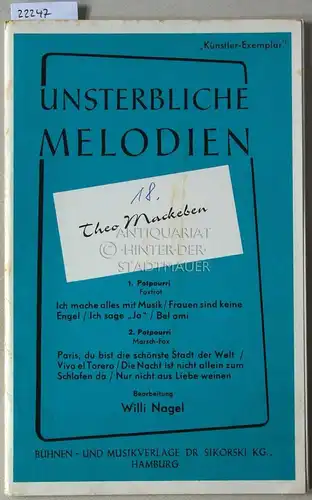 22247
„Künstler-Exemplar"
UNSTERBLICHE
MELODIEN
18.
Theo Mackeben
ANTIQUARIAT
©HINTER·DER·
STADTMAUER
1. Potpourri
Foxtrot
Ich mache alles mit Musik / Frauen sind keine
Engel / Ich sage „Ja" / Bel ami
2. Potpourri
Marsch-Fox
Paris, du bist die schönste Stadt der Welt /
Viva el Torero / Die Nacht ist nicht allein zum
Schlafen da / Nur nicht aus Liebe weinen
Bearbeitung:
Willi Nagel
BÜHNEN- UND MUSIKVERLAGE DR. SIKORSKI KG.,
HAMBURG